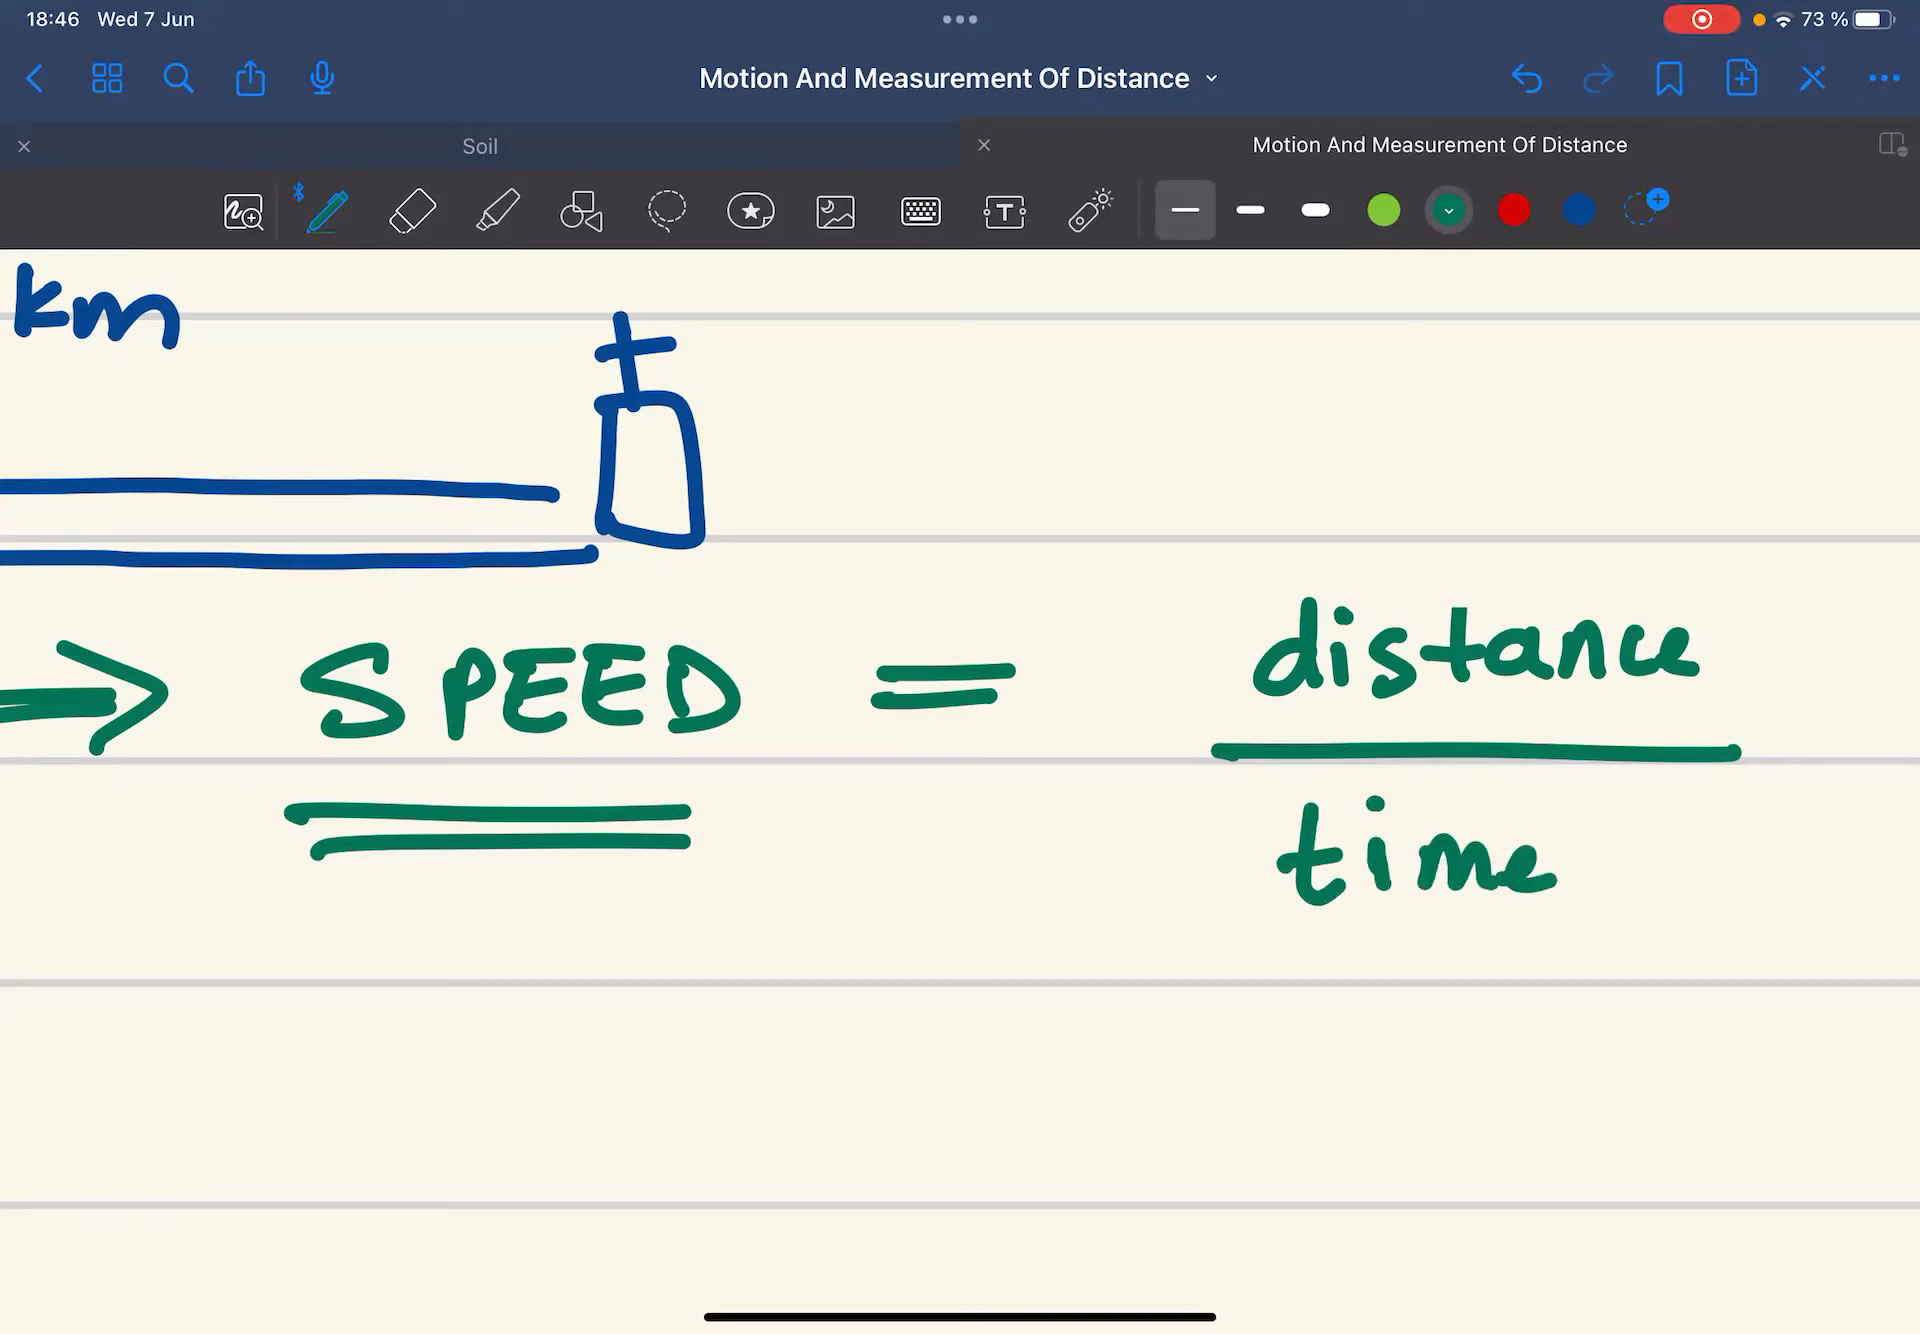 18:46 Wed 7 Jun
73 %
Motion And Measurement Of Distance
Soil
Motion And Measurement Of Distance
T
km
SPEED = distance
time